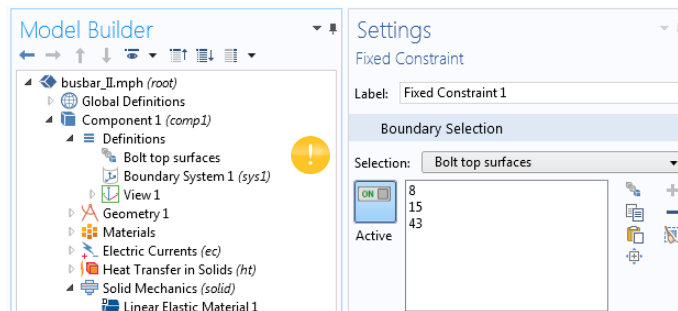 Model Builder
busbar_II.mph (root)
Global Definitions
Component 1 (comp1)
Definitions
Bolt top surfaces
Boundary System 1 (sys1)
View 1
Geometry 1
Materials
Electric Currents (ec)
Heat Transfer in Solids (ht)
Solid Mechanics (solid)
Linear Elastic Material 1
Settings
Fixed Constraint
Label: Fixed Constraint 1
Boundary Selection
Selection: Bolt top surfaces
ON
Active
8
15
43